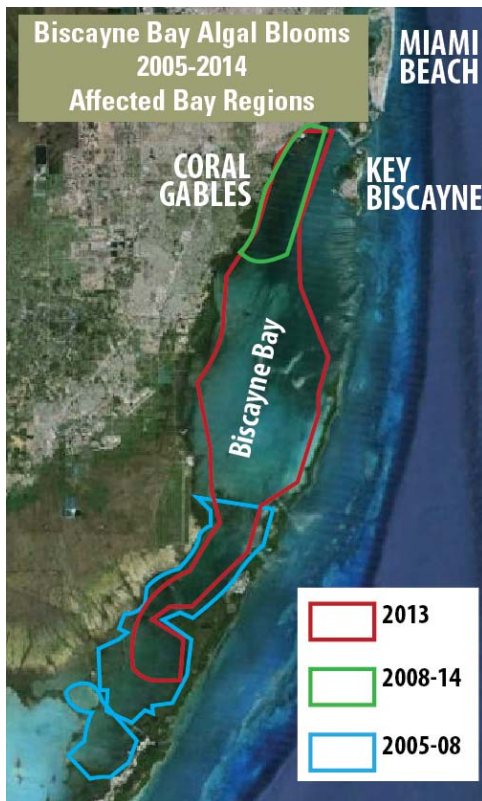 Biscayne Bay Algal Blooms
2005-2014
Affected Bay Regions
MIAMI
BEACH
CORAL
GABLES
KEY
BISCAYNE
Biscayne Bay
2013
2008-14
2005-08